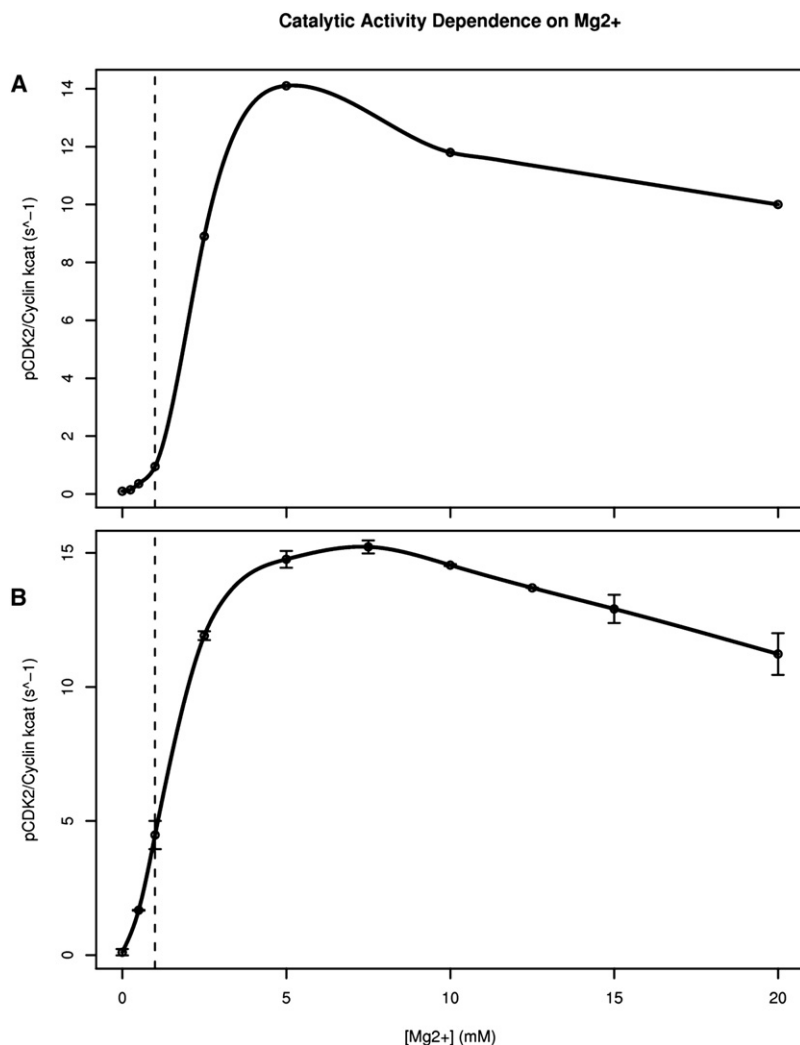 Catalytic Activity Dependence on Mg2+
A
14
12
10
8
6
4
2
0
pCDK2/Cyclin kcat (s^−1)
B
15
10
5
0
pCDK2/Cyclin kcat (s^−1)
0 5 10 15 20
[Mg2+] (mM)